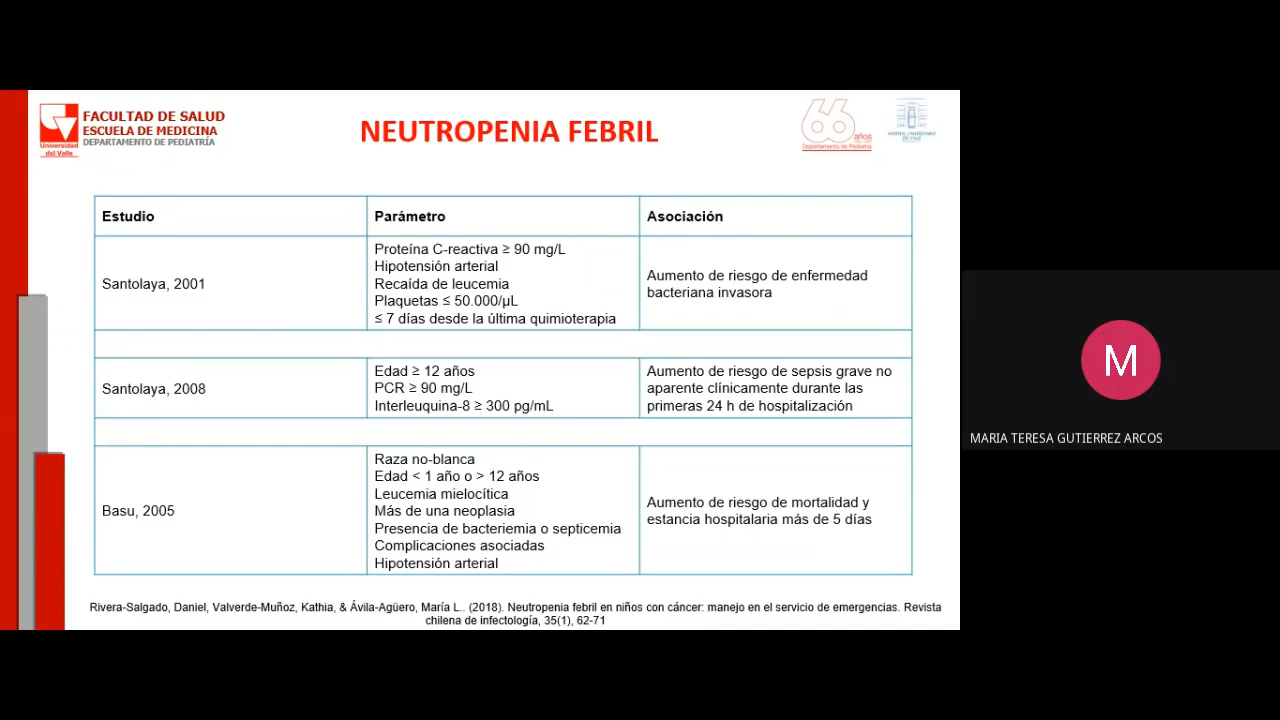 FACULTAD DE SALUD
ESCUELA DE MEDICINA
DEPARTAMENTO DE PEDIATRÍA
Universidad
del Valle
NEUTROPENIA FEBRIL
66
años
Departamento de Pediatría
HOSPITAL UNIVERSITARIO
DEL VALLE
Estudio
Parámetro
Asociación
Santolaya, 2001
Proteína C-reactiva ≥ 90 mg/L
Hipotensión arterial
Recaída de leucemia
Plaquetas ≤ 50.000/µL
≤ 7 días desde la última quimioterapia
Aumento de riesgo de enfermedad
bacteriana invasora
Santolaya, 2008
Edad ≥ 12 años
PCR ≥ 90 mg/L
Interleuquina-8 ≥ 300 pg/mL
Aumento de riesgo de sepsis grave no
aparente clínicamente durante las
primeras 24 h de hospitalización
Basu, 2005
Raza no-blanca
Edad < 1 año o > 12 años
Leucemia mielocítica
Más de una neoplasia
Presencia de bacteriemia o septicemia
Complicaciones asociadas
Hipotensión arterial
Aumento de riesgo de mortalidad y
estancia hospitalaria más de 5 días
Rivera-Salgado, Daniel, Valverde-Muñoz, Kathia, & Ávila-Agüero, María L.. (2018). Neutropenia febril en niños con cáncer: manejo en el servicio de emergencias. Revista
chilena de infectología, 35(1), 62-71
M
MARIA TERESA GUTIERREZ ARCOS